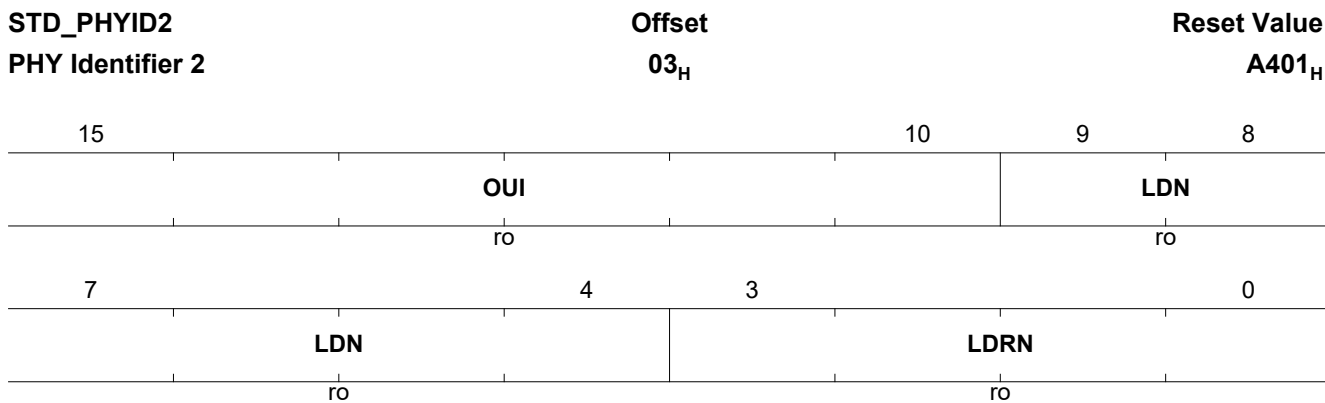 STD_PHYID2 Offset Reset Value
PHY Identifier 2 03H A401H
15 10 9 8
OUI LDN
ro ro
7 4 3 0
LDN LDRN
ro ro